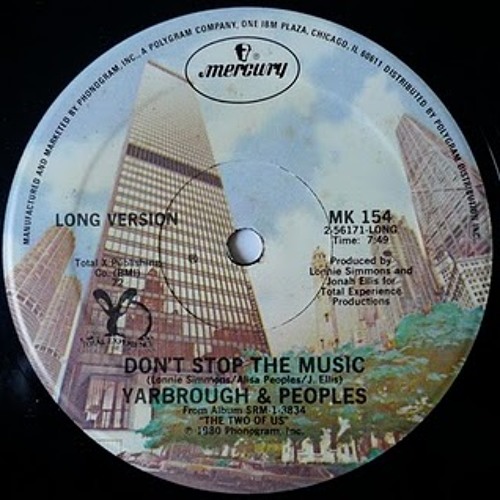 MANUFACTURED AND MARKETED BY PHONOGRAM, INC., A POLYGRAM COMPANY, ONE IBM PLAZA, CHICAGO, IL 60611 DISTRIBUTED BY POLYGRAM DISTRIBUTION, INC.
mercury
LONG VERSION
MK 154
2-56171-LONG
Time: 7:49
Total X Publishing
Co. (BMI)
72
Produced by
Lonnie Simmons and
Jonah Ellis for
Total Experience
Productions
TOTAL EXPERIENCE
DON'T STOP THE MUSIC
(Lonnie Simmons/Alisa Peoples/J. Ellis)
YARBROUGH & PEOPLES
From Album SRM-1-3834
"THE TWO OF US"
℗ 1980 Phonogram, Inc.